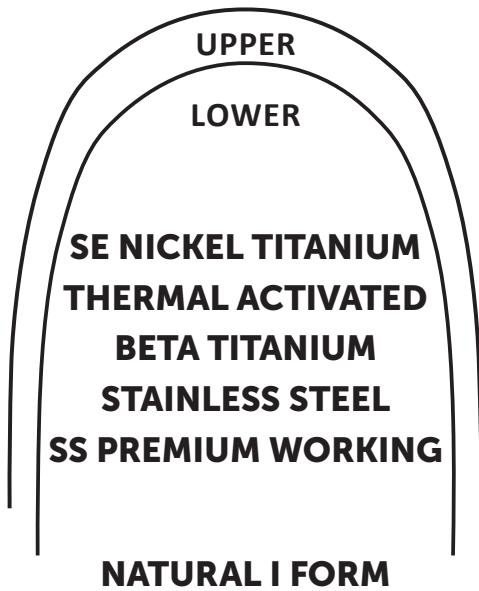 UPPER
LOWER
SE NICKEL TITANIUM
THERMAL ACTIVATED
BETA TITANIUM
STAINLESS STEEL
SS PREMIUM WORKING
NATURAL I FORM